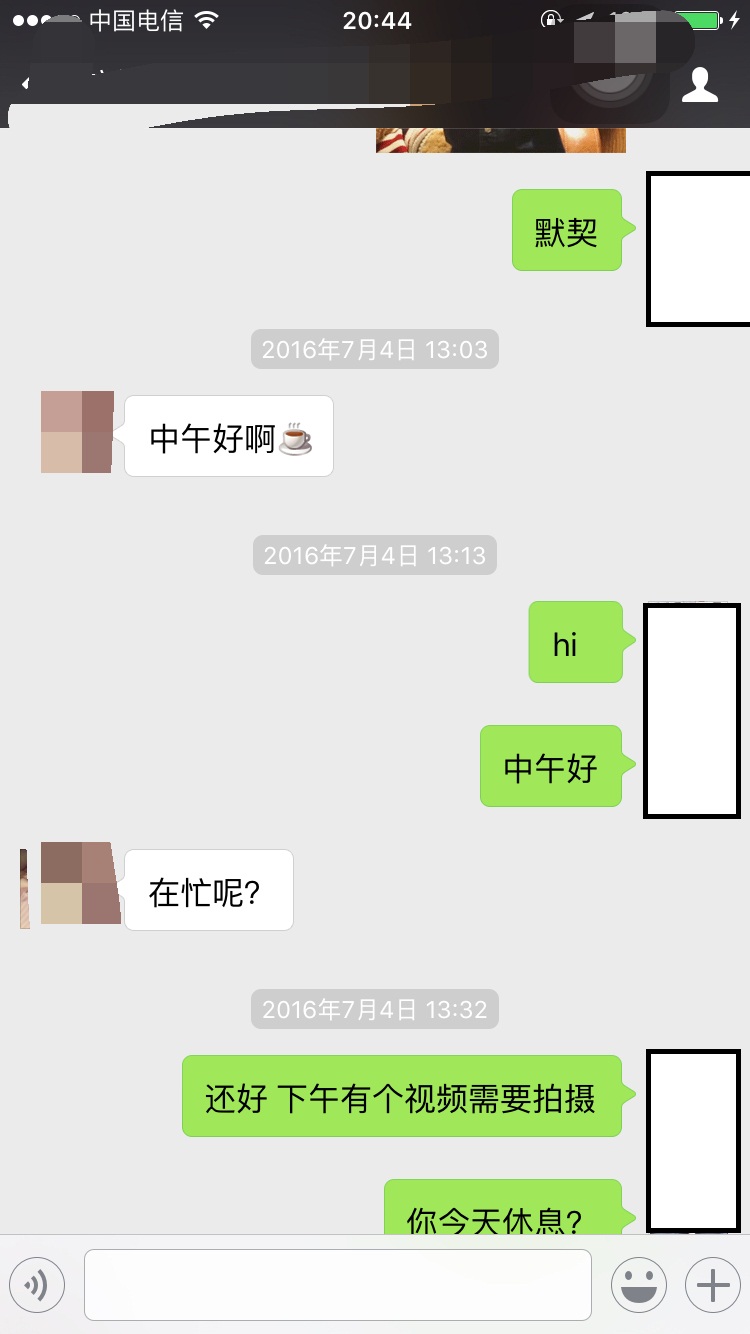 中国电信 20:44
默契
2016年7月4日 13:03
中午好啊☕
2016年7月4日 13:13
hi
中午好
在忙呢?
2016年7月4日 13:32
还好 下午有个视频需要拍摄
你今天休息?